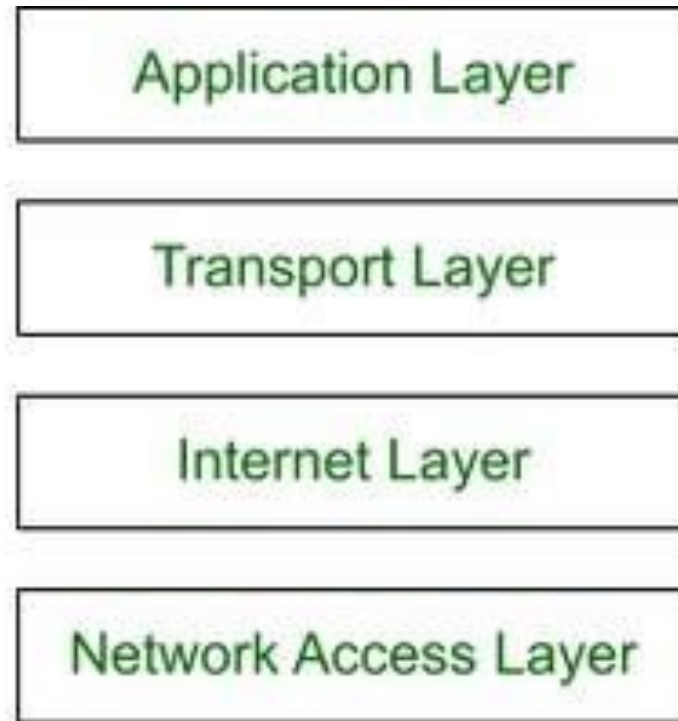 Application Layer
Transport Layer
Internet Layer
Network Access Layer